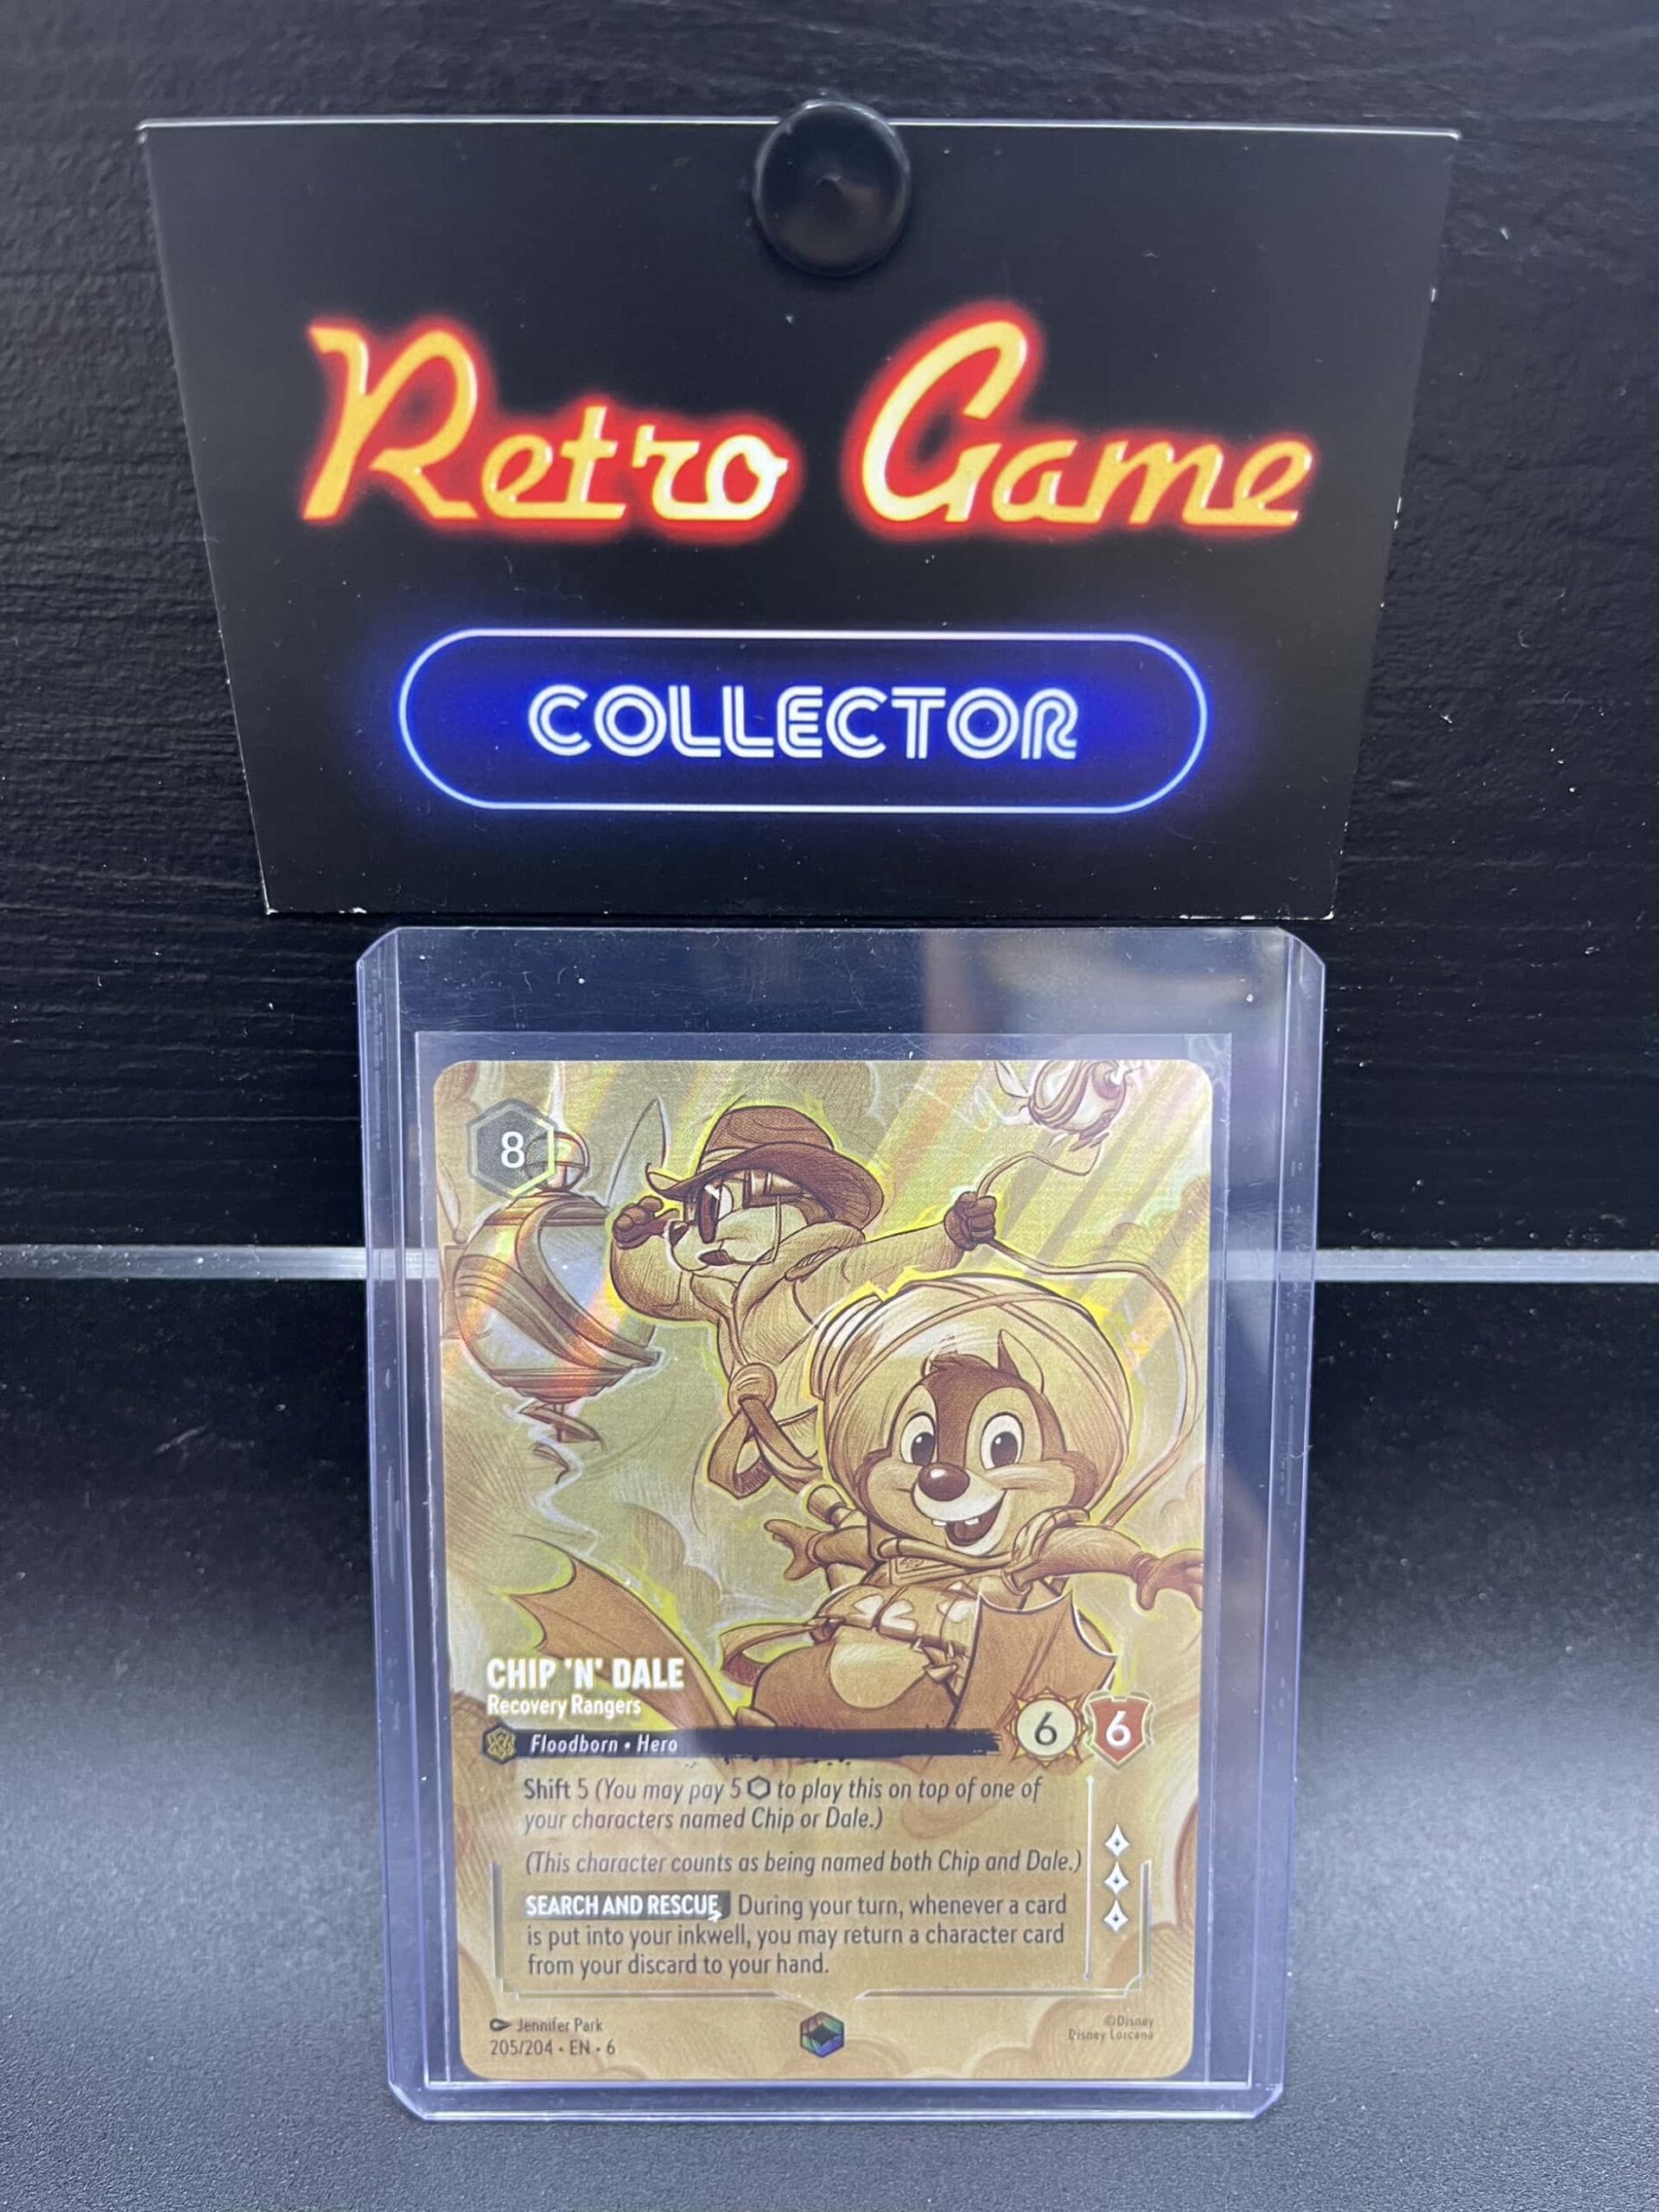 Retro Game
COLLECTOR
8
CHIP 'N' DALE
Recovery Rangers
Floodborn • Hero
6 6
Shift 5 (You may pay 5 ⬡ to play this on top of one of
your characters named Chip or Dale.)
(This character counts as being named both Chip and Dale.)
SEARCH AND RESCUE During your turn, whenever a card
is put into your inkwell, you may return a character card
from your discard to your hand.
Jennifer Park
205/204 • EN • 6
©Disney
Disney Lorcana